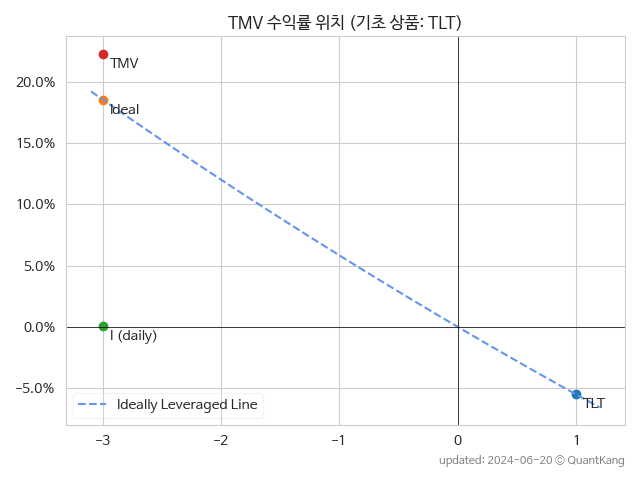 TMV 수익률 위치 (기초 상품: TLT)
TMV
20.0%
Ideal
15.0%
10.0%
5.0%
0.0%
I (daily)
-5.0%
Ideally Leveraged Line
TLT
-3 -2 -1 0 1
updated: 2024-06-20 © QuantKang